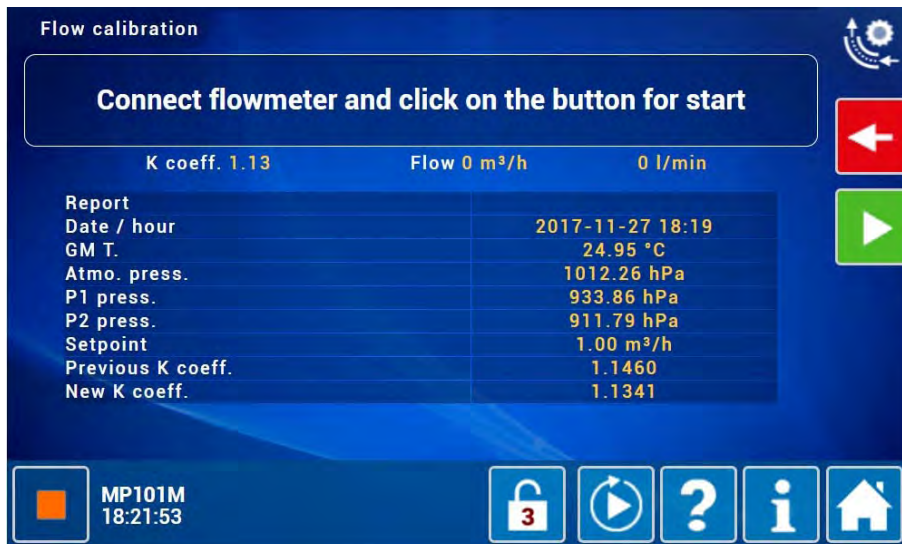 Flow calibration
Connect flowmeter and click on the button for start
K coeff. 1.13 Flow 0 m³/h 0 l/min
Report
Date / hour 2017-11-27 18:19
GM T. 24.95 °C
Atmo. press. 1012.26 hPa
P1 press. 933.86 hPa
P2 press. 911.79 hPa
Setpoint 1.00 m³/h
Previous K coeff. 1.1460
New K coeff. 1.1341
MP101M
18:21:53
3
?
i